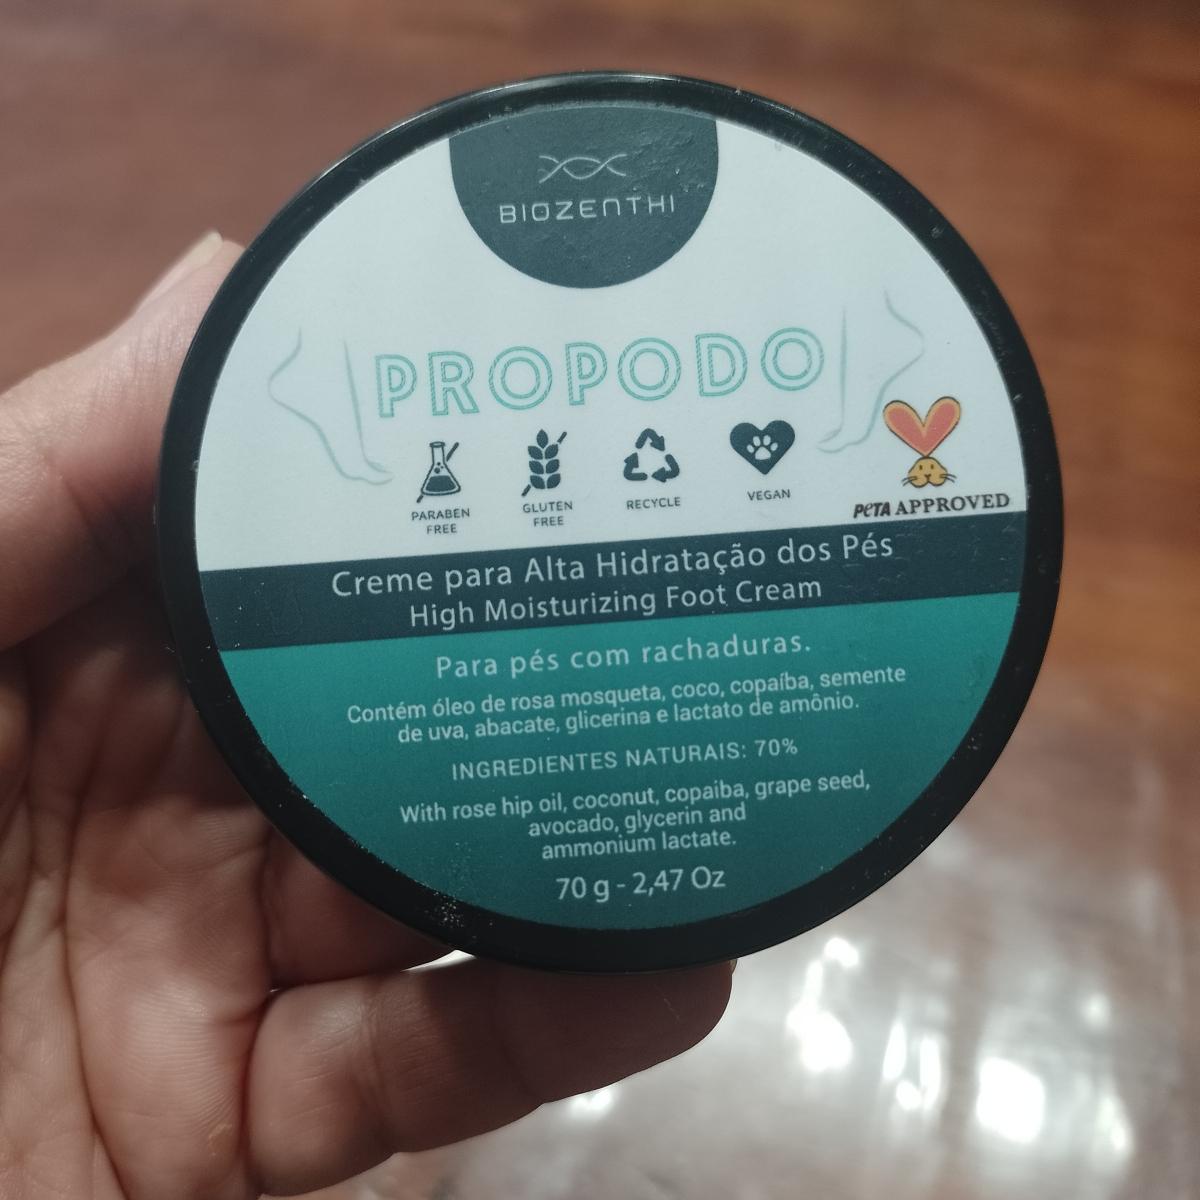 BIOZENTHI
PROPODO
PARABEN
FREE
GLUTEN
FREE
RECYCLE
VEGAN
PETA APPROVED
Creme para Alta Hidratação dos Pés
High Moisturizing Foot Cream
Para pés com rachaduras.
Contém óleo de rosa mosqueta, coco, copaíba, semente
de uva, abacate, glicerina e lactato de amônio.
INGREDIENTES NATURAIS: 70%
With rose hip oil, coconut, copaiba, grape seed,
avocado, glycerin and
ammonium lactate.
70 g - 2,47 Oz